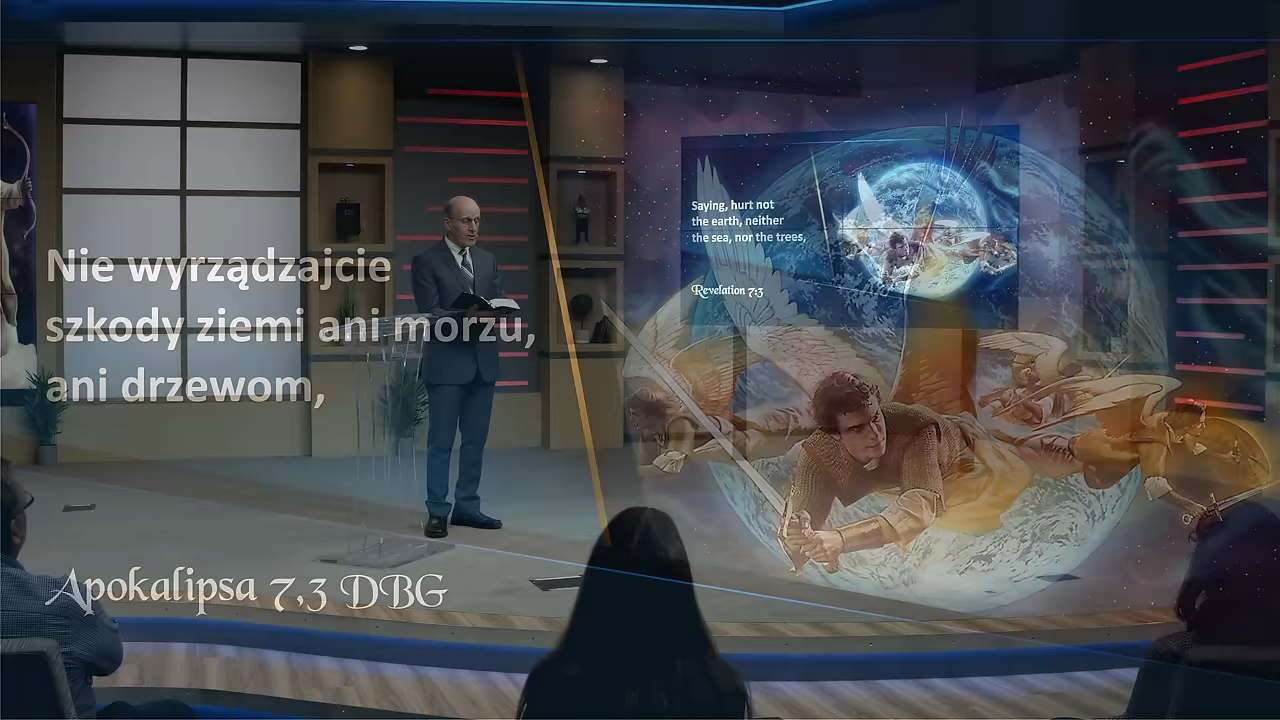 Nie wyrządzajcie
szkody ziemi ani morzu,
ani drzewom,
Apokalipsa 7,3 DBG
Saying, hurt not
the earth, neither
the sea, nor the trees,
Revelation 7:3